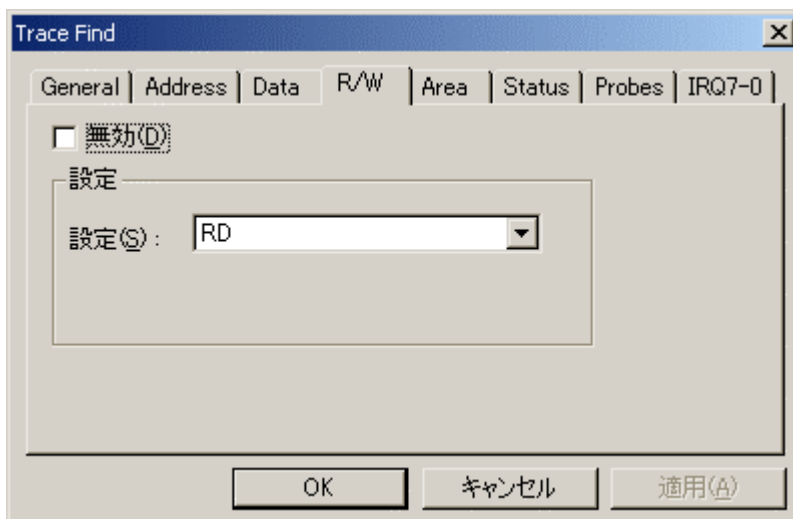 Trace Find
General Address Data R/W Area Status Probes IRQ7-0
無効(D)
設定
設定(S):
RD
OK キャンセル 適用(A)